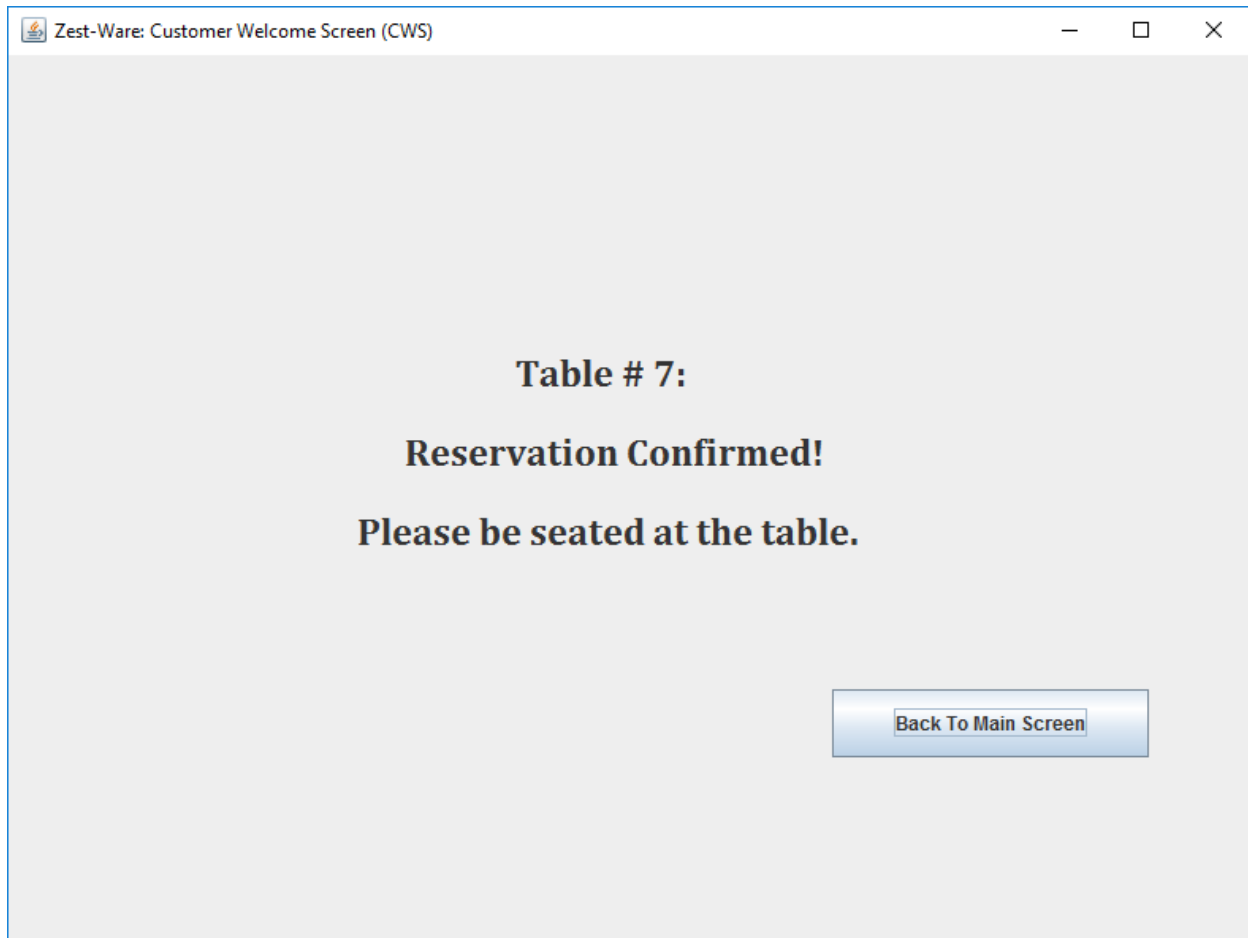 Zest-Ware: Customer Welcome Screen (CWS)
Table # 7:
Reservation Confirmed!
Please be seated at the table.
Back To Main Screen